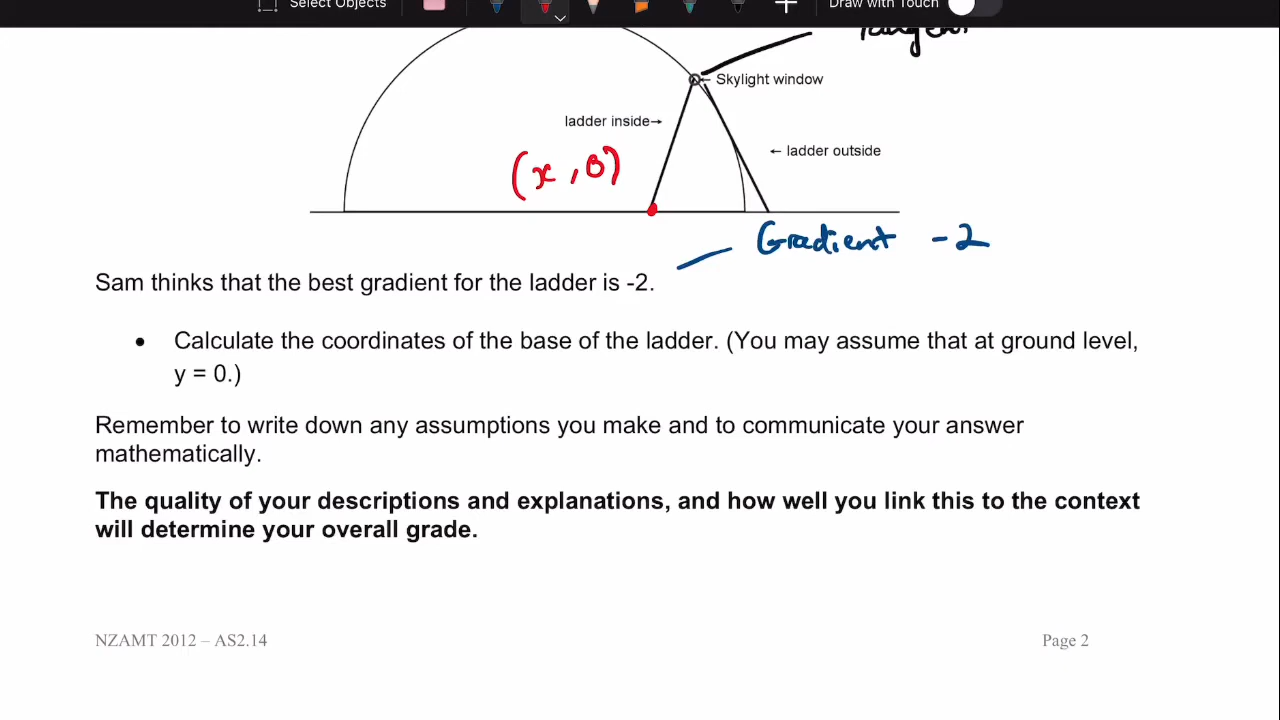 Select Objects
Draw with Touch
Tangent
← Skylight window
ladder inside→
← ladder outside
(x, 0)
Gradient -2
Sam thinks that the best gradient for the ladder is -2.
• Calculate the coordinates of the base of the ladder. (You may assume that at ground level,
y = 0.)
Remember to write down any assumptions you make and to communicate your answer
mathematically.
The quality of your descriptions and explanations, and how well you link this to the context
will determine your overall grade.
NZAMT 2012 – AS2.14
Page 2